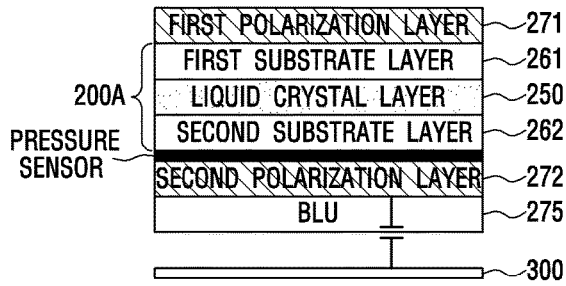 FIRST POLARIZATION LAYER 271
FIRST SUBSTRATE LAYER 261
200A
LIQUID CRYSTAL LAYER 250
SECOND SUBSTRATE LAYER 262
PRESSURE
SENSOR
SECOND POLARIZATION LAYER 272
BLU 275
300